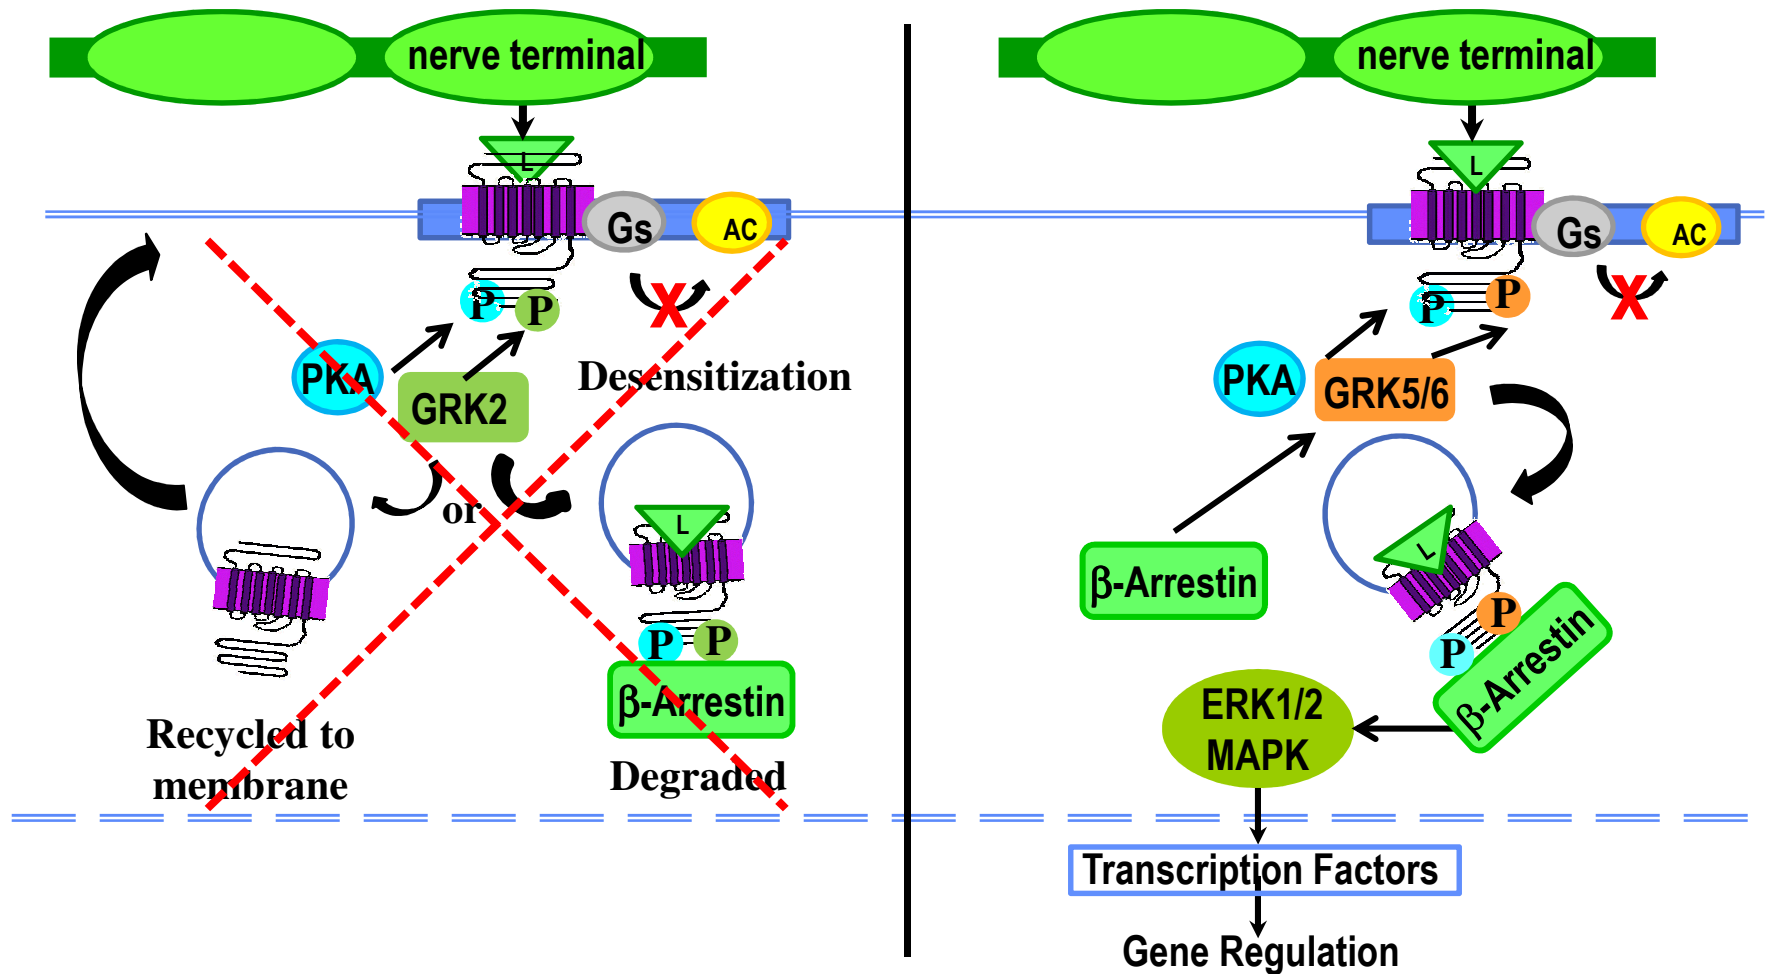 nerve terminal
L
Gs
AC
P
P
X
PKA
GRK2
Desensitization
or
L
P
P
β-Arrestin
Recycled to
membrane
Degraded
nerve terminal
L
Gs
AC
P
P
X
PKA
GRK5/6
β-Arrestin
L
P
P
β-Arrestin
ERK1/2
MAPK
Transcription Factors
Gene Regulation